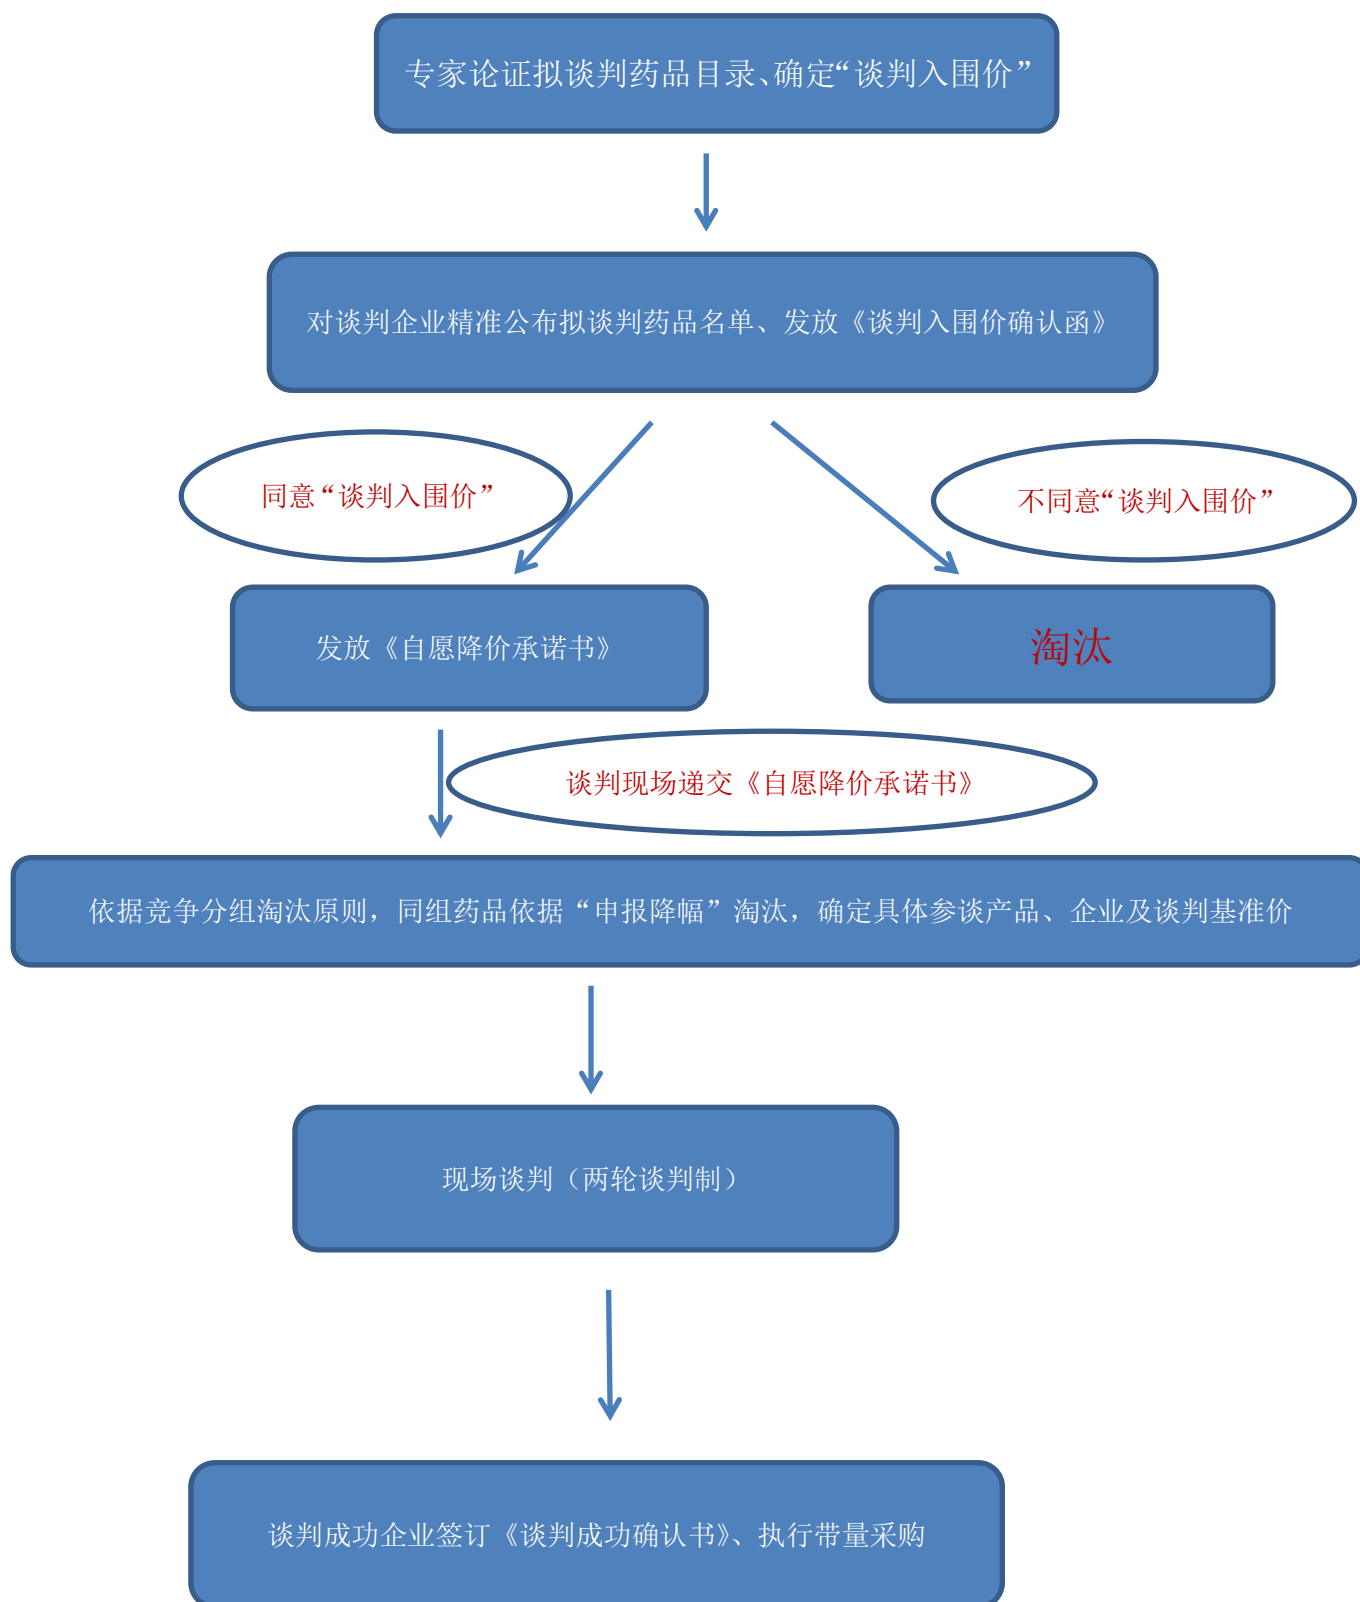 专家论证拟谈判药品目录、确定“谈判入围价”
对谈判企业精准公布拟谈判药品名单、发放《谈判入围价确认函》
同意“谈判入围价”
不同意“谈判入围价”
发放《自愿降价承诺书》
淘汰
谈判现场递交《自愿降价承诺书》
依据竞争分组淘汰原则，同组药品依据“申报降幅”淘汰，确定具体参谈产品、企业及谈判基准价
现场谈判（两轮谈判制）
谈判成功企业签订《谈判成功确认书》、执行带量采购